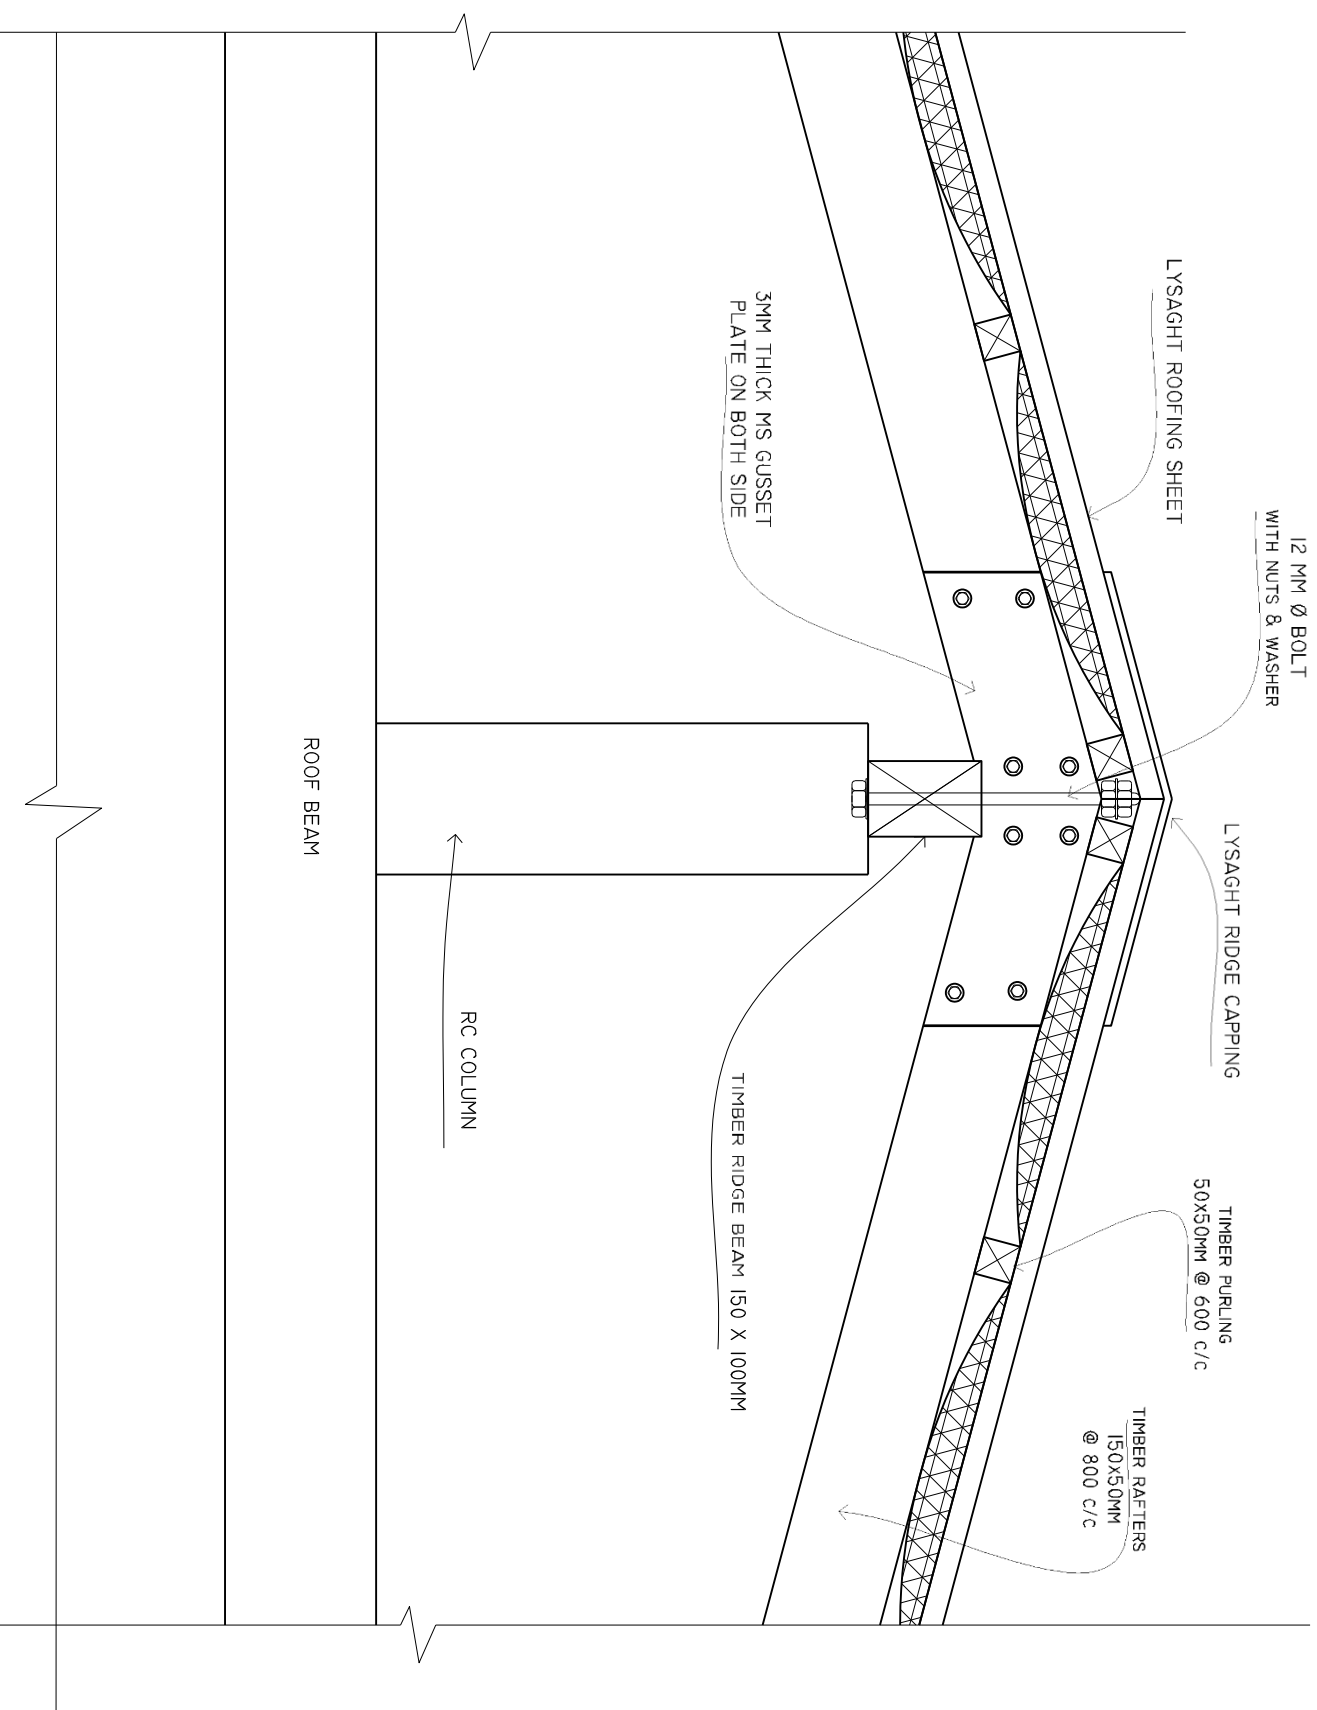 12 MM Ø BOLT
WITH NUTS & WASHER
LYSAGHT ROOFING SHEET
LYSAGHT RIDGE CAPPING
TIMBER PURLING
50x50MM @ 600 C/C
TIMBER RAFTERS
150x50MM
@ 800 C/C
3MM THICK MS GUSSET
PLATE ON BOTH SIDE
TIMBER RIDGE BEAM 150 X 100MM
RC COLUMN
ROOF BEAM